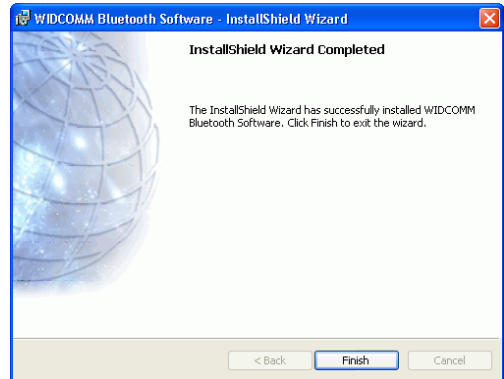 WIDCOMM Bluetooth Software - InstallShield Wizard
InstallShield Wizard Completed
The InstallShield Wizard has successfully installed WIDCOMM
Bluetooth Software. Click Finish to exit the wizard.
< Back
Finish
Cancel